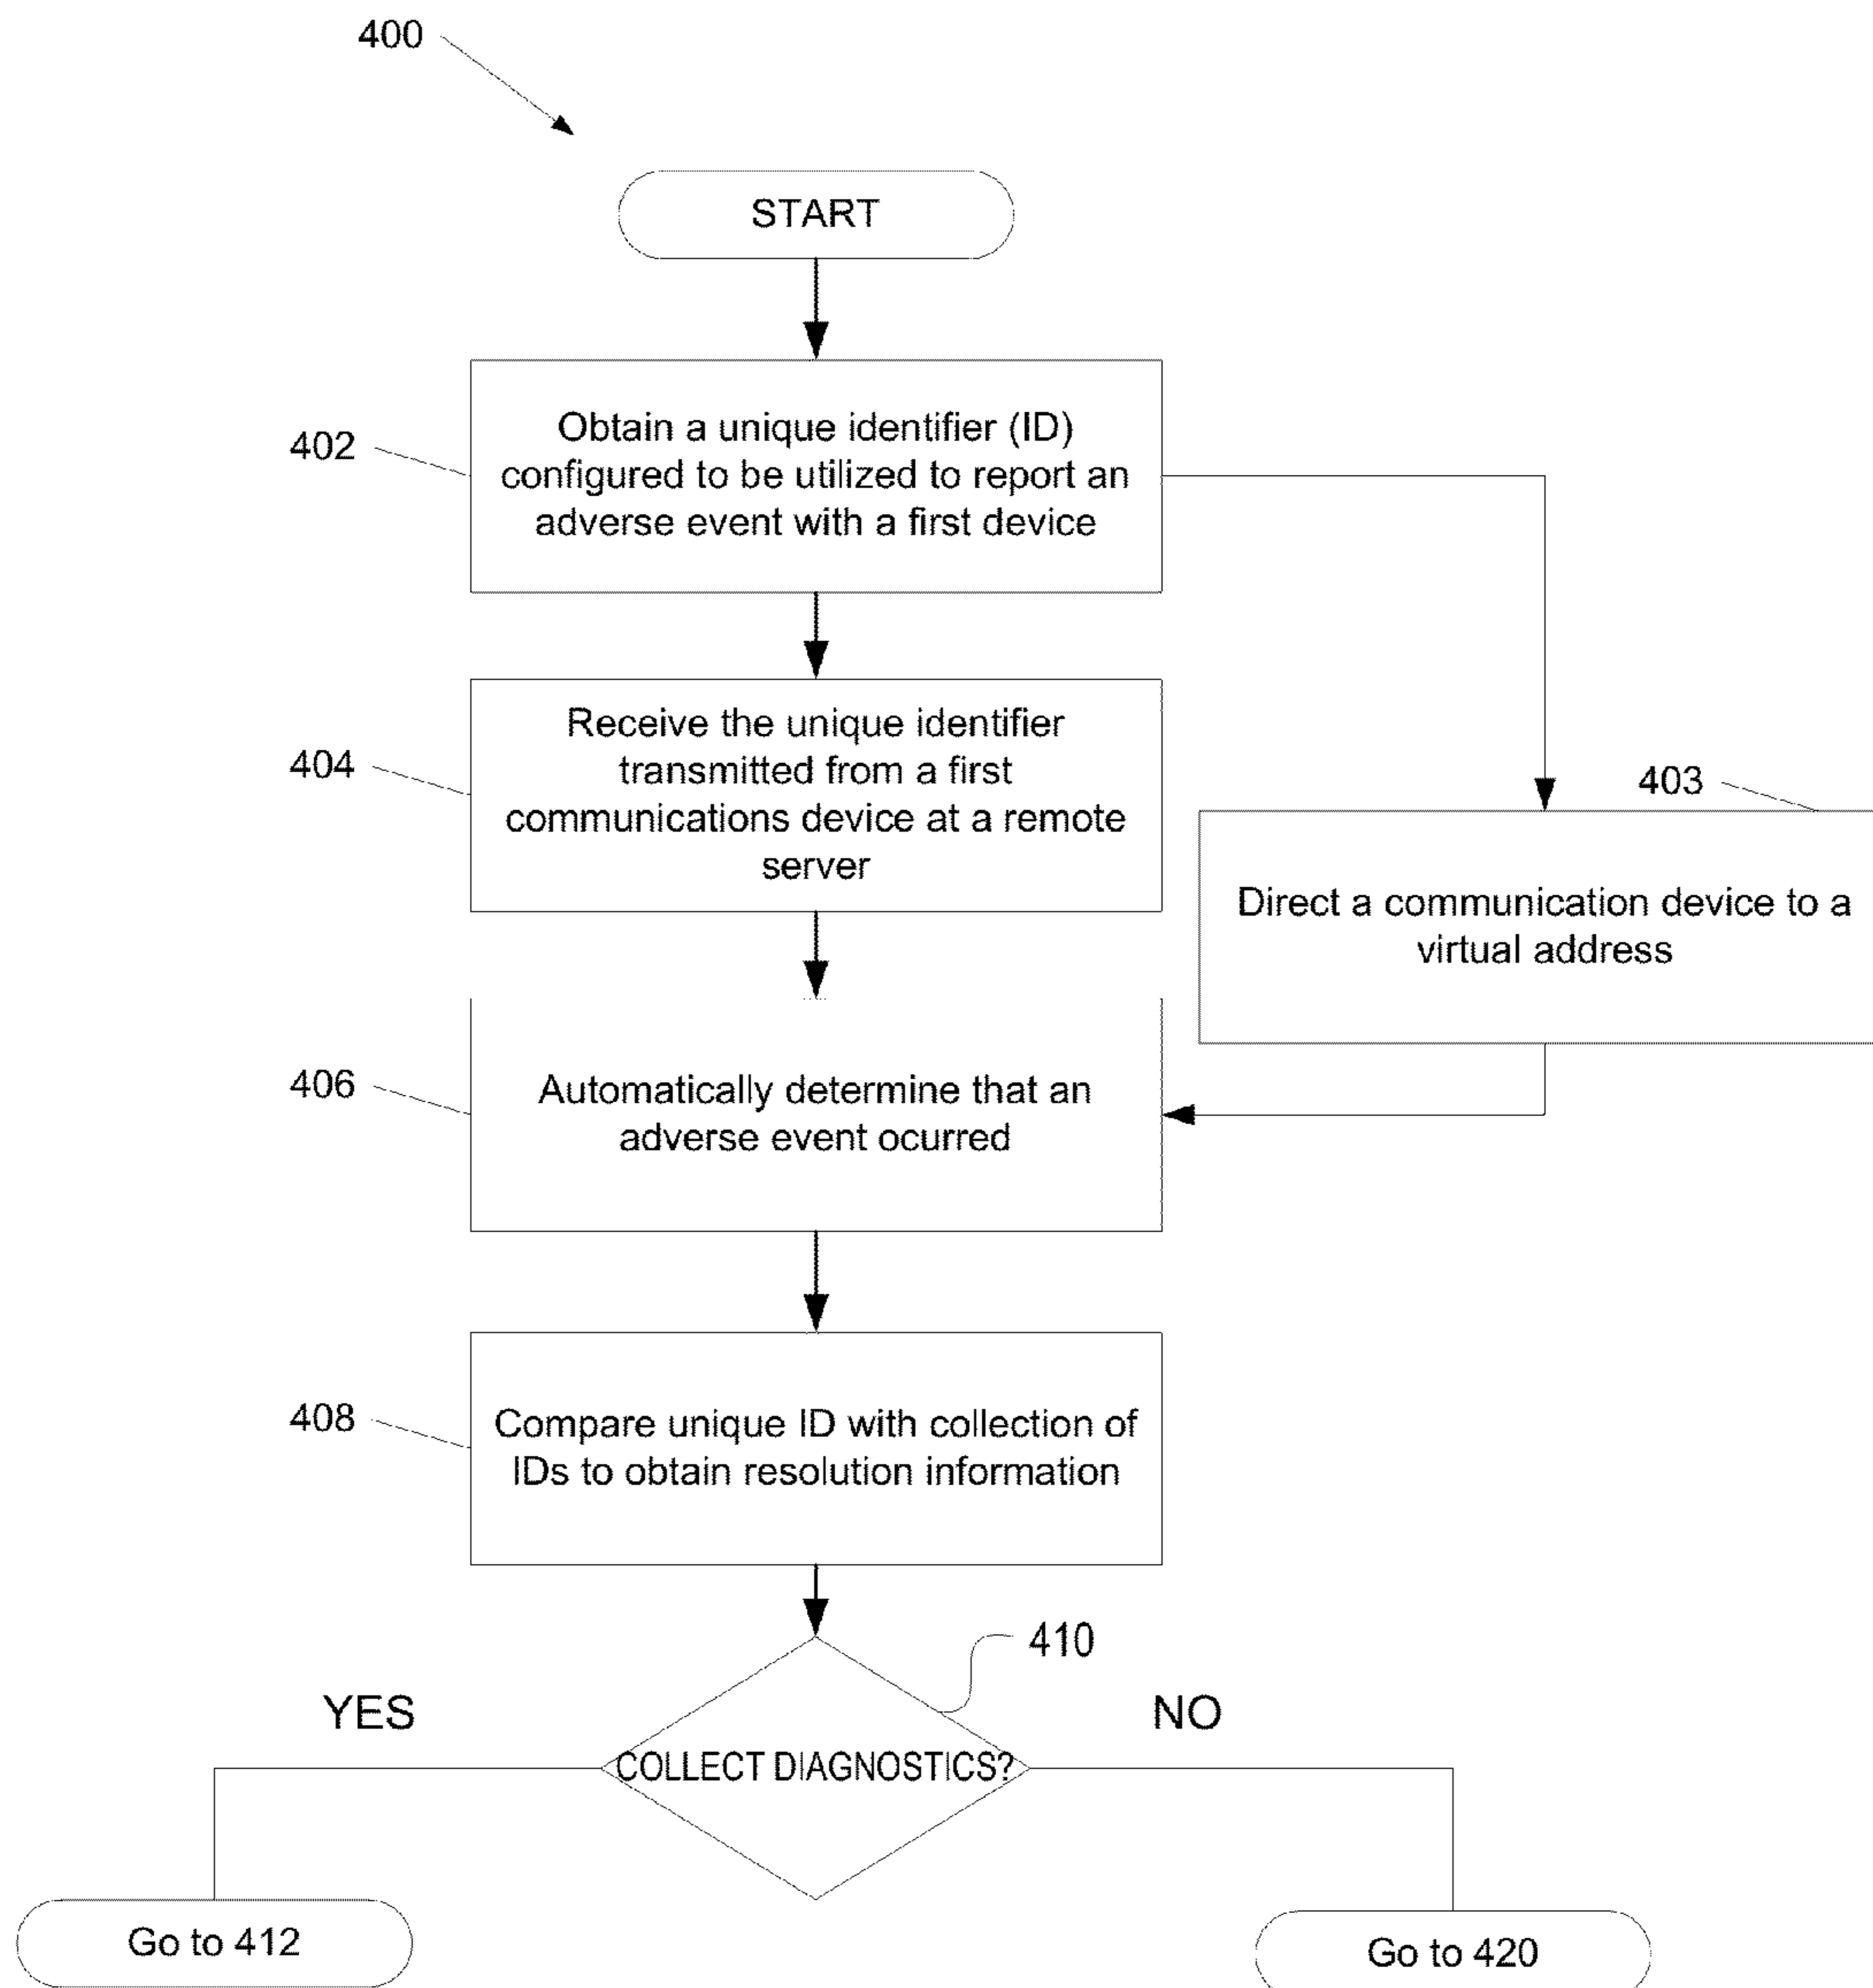 400
START
402
Obtain a unique identifier (ID)
configured to be utilized to report an
adverse event with a first device
404
Receive the unique identifier
transmitted from a first
communications device at a remote
server
403
Direct a communication device to a
virtual address
406
Automatically determine that an
adverse event ocurred
408
Compare unique ID with collection of
IDs to obtain resolution information
410
YES
NO
COLLECT DIAGNOSTICS?
Go to 412
Go to 420